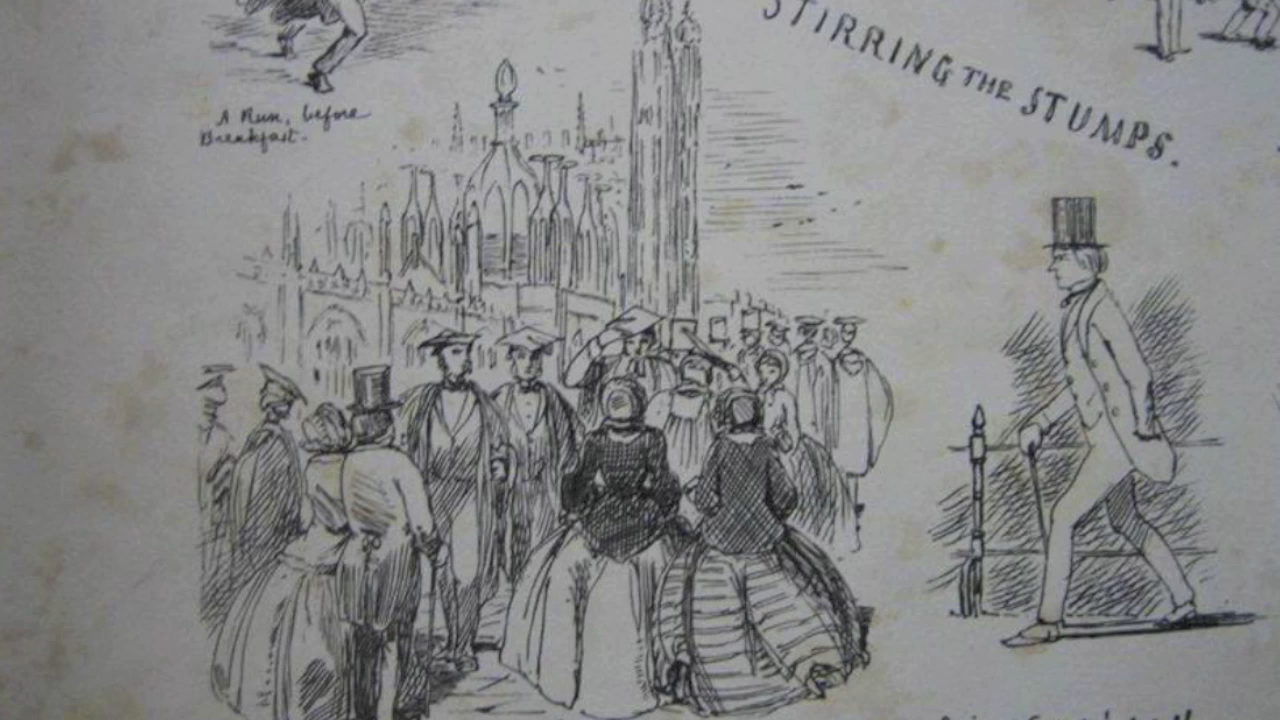 STIRRING THE STUMPS.
A Run, before
Breakfast.